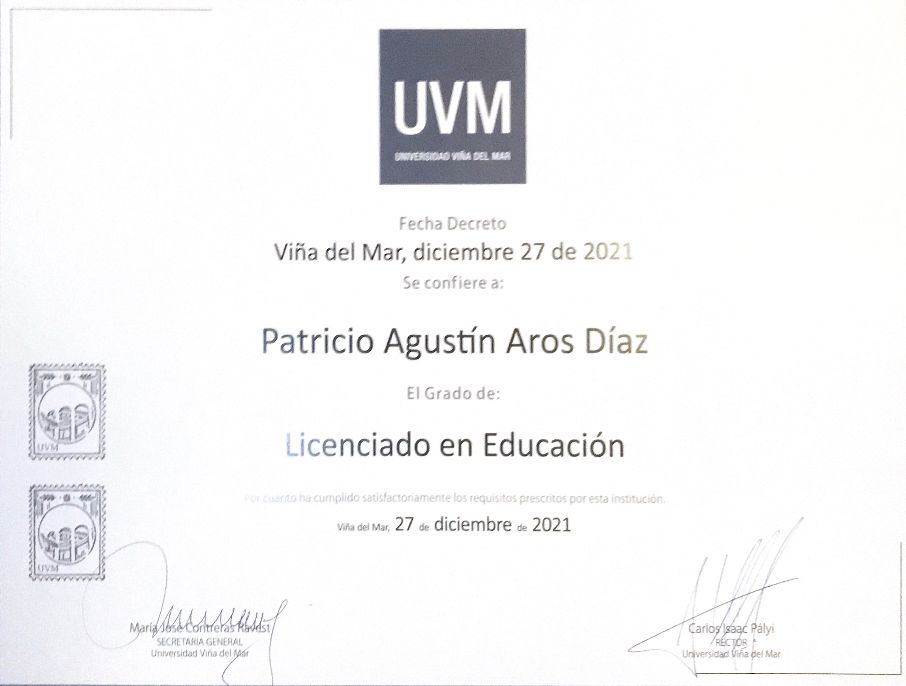 UVM
UNIVERSIDAD VIÑA DEL MAR
Fecha Decreto
Viña del Mar, diciembre 27 de 2021
Se confiere a:
Patricio Agustín Aros Díaz
El Grado de:
Licenciado en Educación
Por cuanto ha cumplido satisfactoriamente los requisitos prescritos por esta institución.
Viña del Mar, 27 de diciembre de 2021
UVM
UVM
María José Contreras Ravest
SECRETARIA GENERAL
Universidad Viña del Mar
Carlos Isaac Pályi
RECTOR
Universidad Viña del Mar